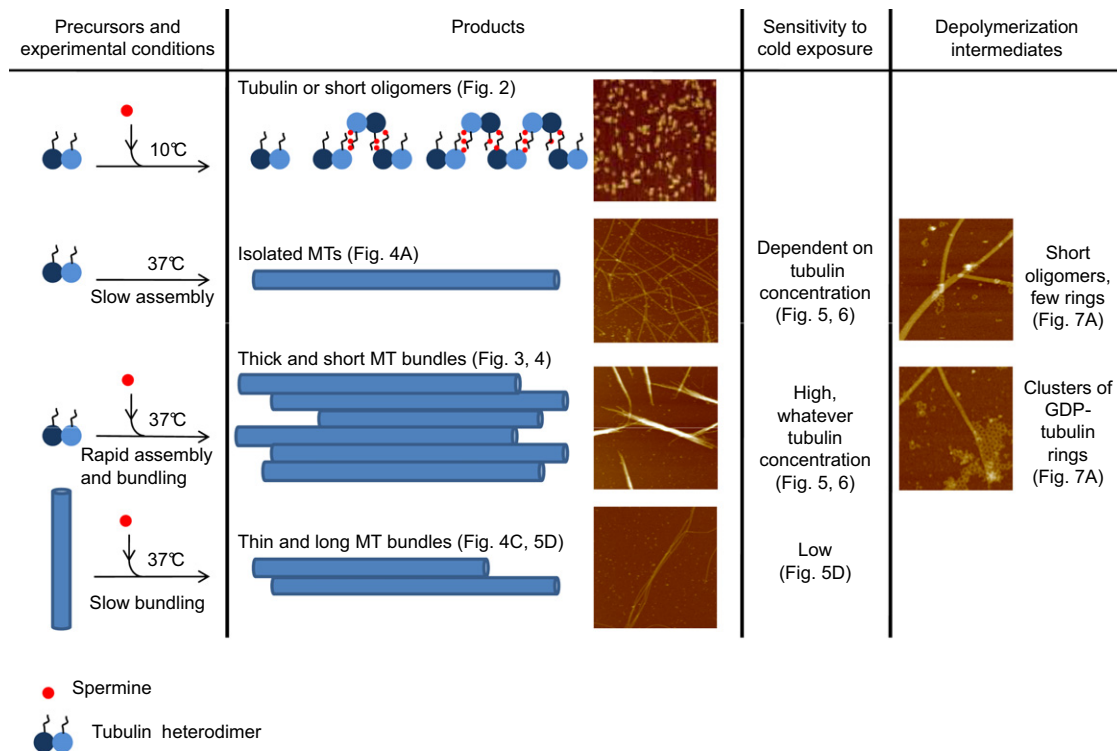 Precursors and
experimental conditions
Products
Sensitivity to
cold exposure
Depolymerization
intermediates
Tubulin or short oligomers (Fig. 2)
10°C
37°C
Slow assembly
Isolated MTs (Fig. 4A)
Dependent on
tubulin
concentration
(Fig. 5, 6)
Short
oligomers,
few rings
(Fig. 7A)
Thick and short MT bundles (Fig. 3, 4)
37°C
Rapid assembly
and bundling
High,
whatever
tubulin
concentration
(Fig. 5, 6)
Clusters of
GDP-
tubulin
rings
(Fig. 7A)
Thin and long MT bundles (Fig. 4C, 5D)
37°C
Slow bundling
Low
(Fig. 5D)
Spermine
Tubulin heterodimer